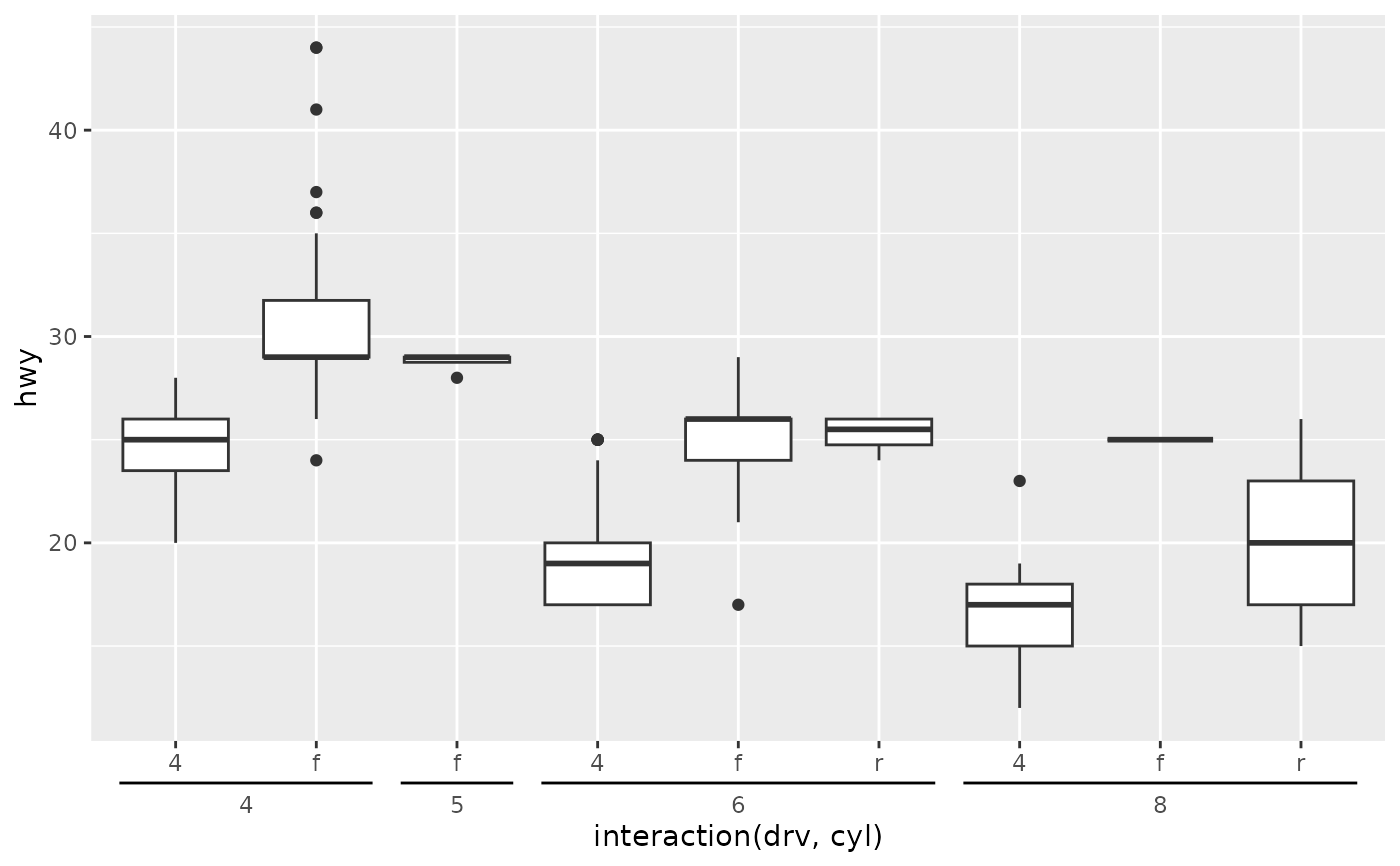 40
30
20
hwy
4 f f 4 f r 4 f r
4 5 6 8
interaction(drv, cyl)